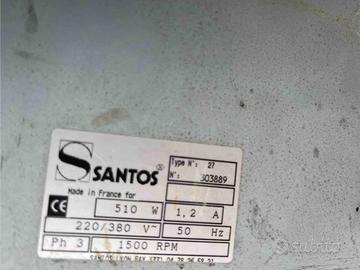 SANTOS®
Type N°: 27
N°: 303889
Made in France for
CE 510 W 1,2 A
220/380 V~ 50 Hz
Ph 3 1500 RPM
subito